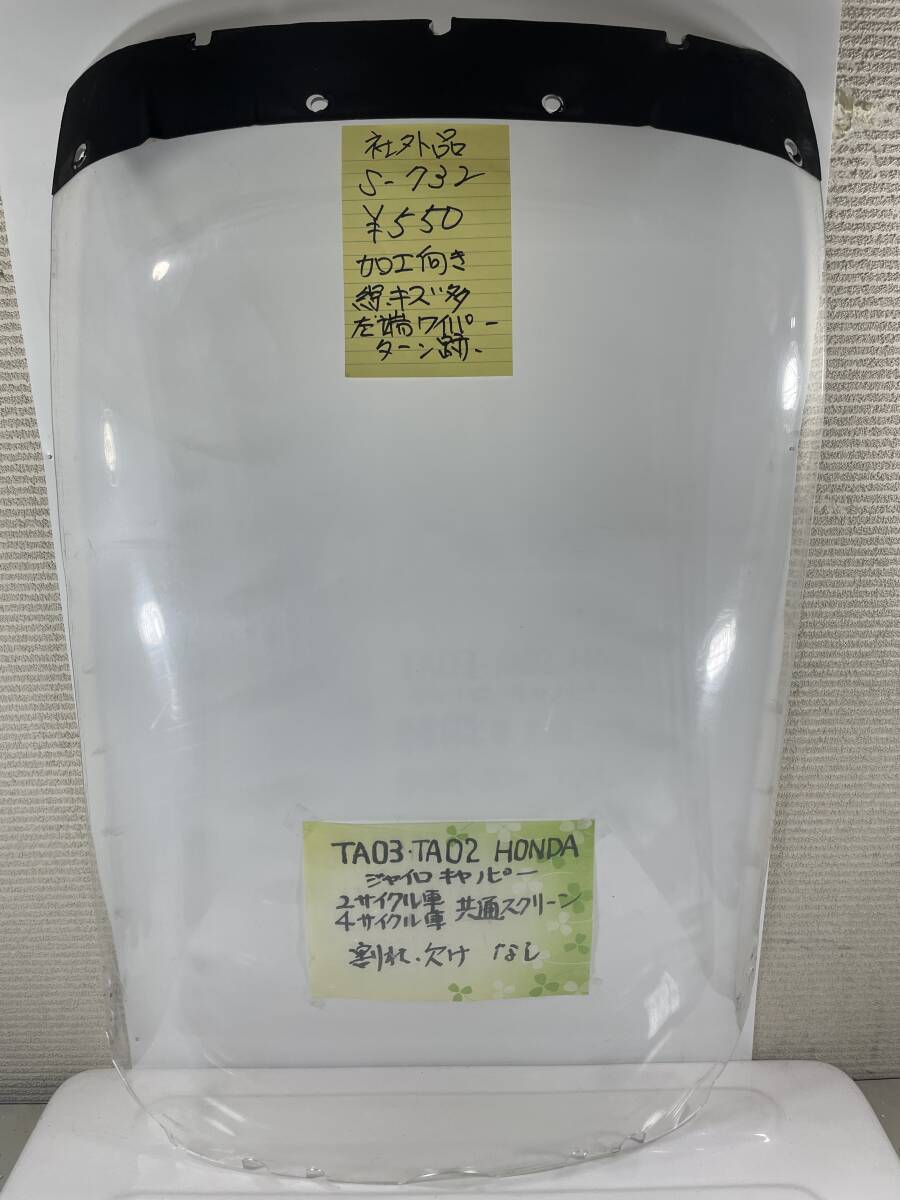 社外品
S-732
¥550
加工向き
線キズ多
左端ワイパー
ターン跡、
TA03・TA02 HONDA
ジャイロキャノピー
2サイクル車
4サイクル車 共通スクリーン
割れ・欠け なし